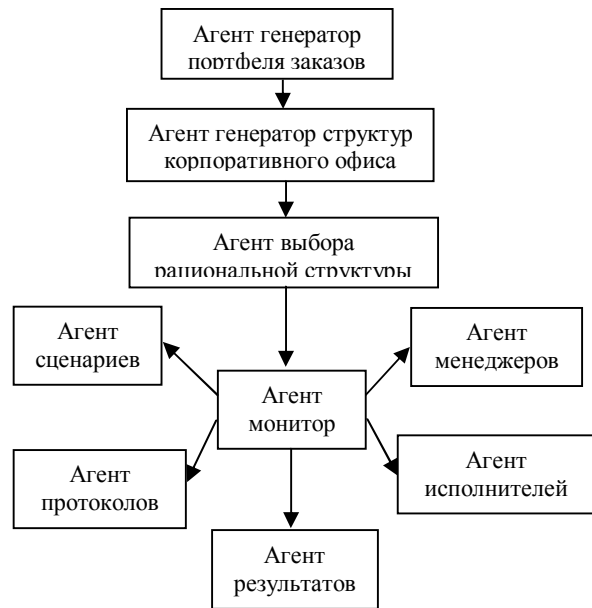 Агент генератор
портфеля заказов
Агент генератор структур
корпоративного офиса
Агент выбора
рациональной структуры
Агент
сценариев
Агент
менеджеров
Агент
монитор
Агент
протоколов
Агент
исполнителей
Агент
результатов